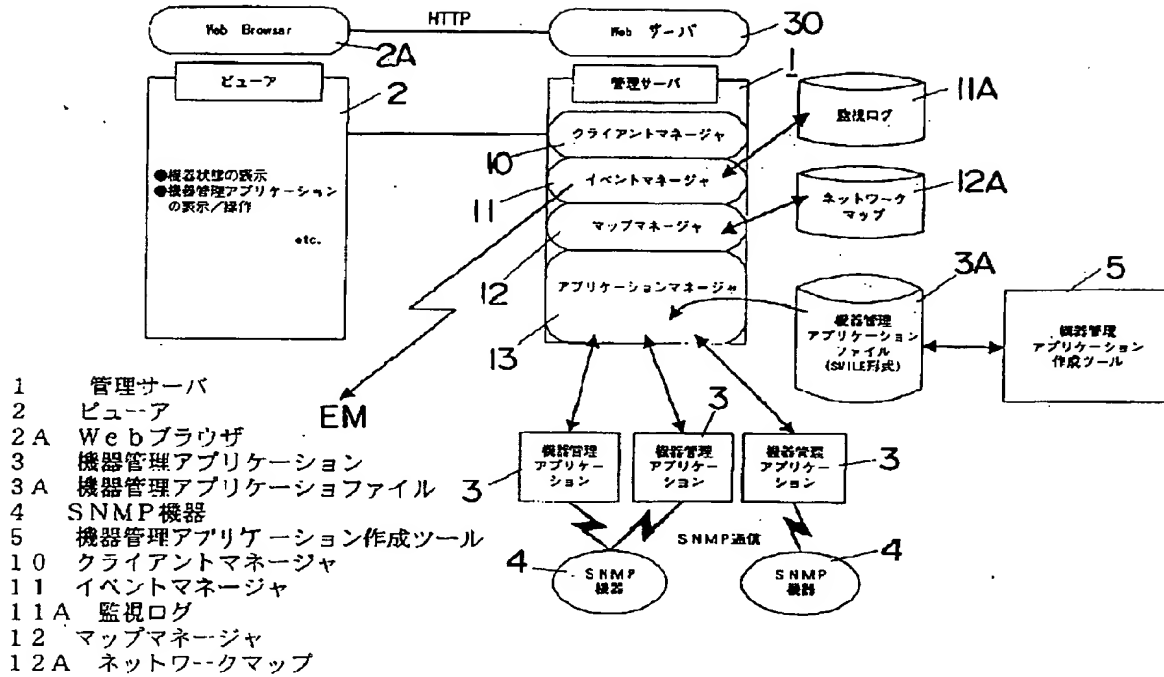 HTTP
Web Browsar
Web サーバ
30
2A
ビューア
2
管理サーバ
1
監視ログ
11A
クライアントマネージャ
10
●機器状態の表示
●機器管理アプリケーション
の表示／操作
etc.
イベントマネージャ
11
ネットワーク
マップ
12A
マップマネージャ
12
アプリケーションマネージャ
13
3A
機器管理
アプリケーション
ファイル
(SMILE形式)
5
機器管理
アプリケーション
作成ツール
EM
3
機器管理
アプリケー
ション
3
機器管理
アプリケー
ション
機器管理
アプリケー
ション
3
SNMP通信
4
SNMP
機器
SNMP
機器
4
1 管理サーバ
2 ビューア
2A Webブラウザ
3 機器管理アプリケーション
3A 機器管理アプリケーショファイル
4 SNMP機器
5 機器管理アプリケーション作成ツール
10 クライアントマネージャ
11 イベントマネージャ
11A 監視ログ
12 マップマネージャ
12A ネットワークマップ